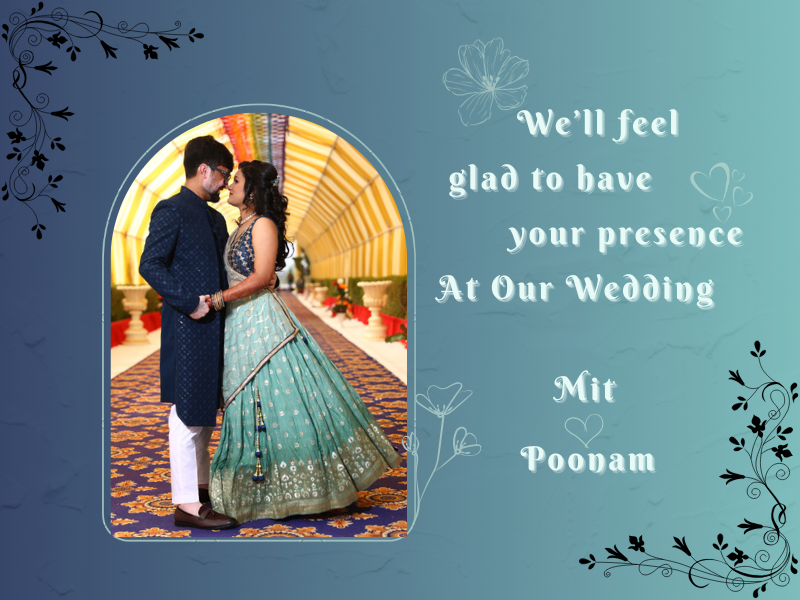 We'll feel
glad to have
your presence
At Our Wedding
Mit
Poonam